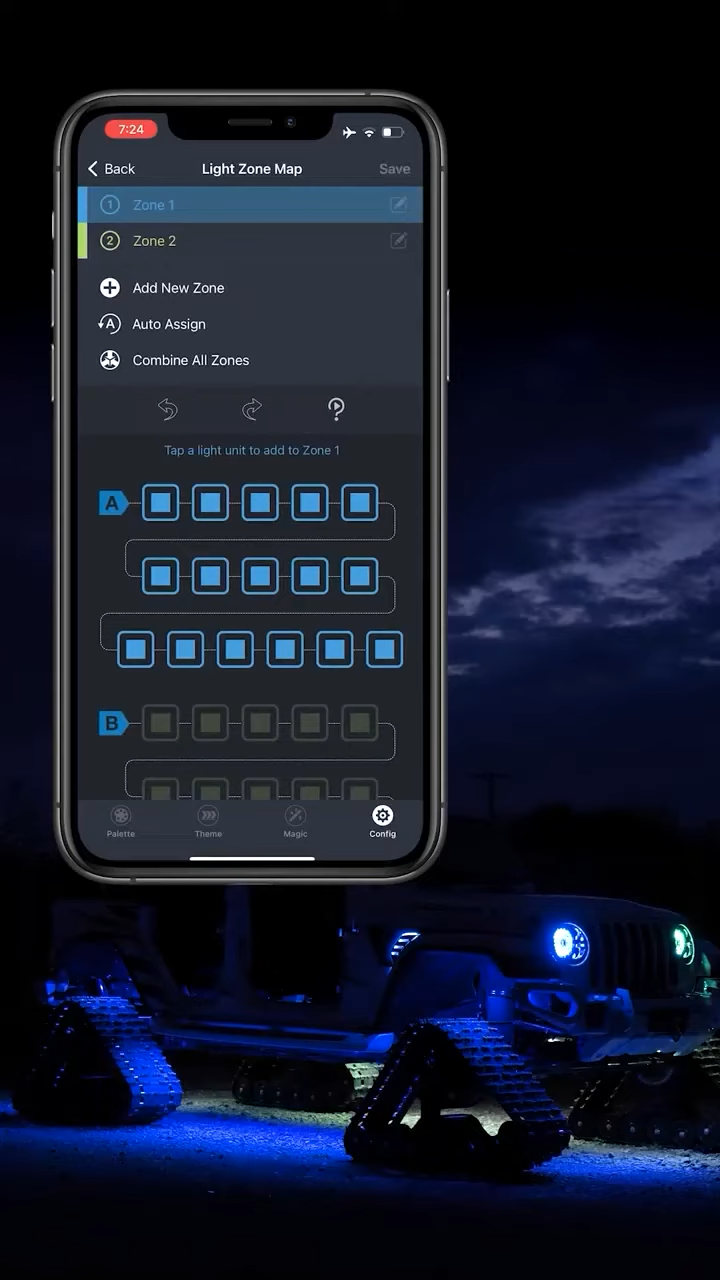 7:24
Back
Light Zone Map
Save
1 Zone 1
2 Zone 2
Add New Zone
A Auto Assign
Combine All Zones
Tap a light unit to add to Zone 1
A
B
Palette
Theme
Magic
Config